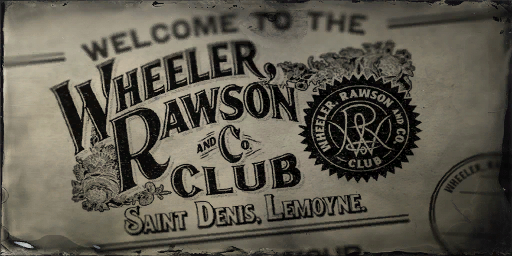 WELCOME TO THE
WHEELER,
RAWSON
AND Co.
CLUB
SAINT DENIS, LEMOYNE.
WHEELER, RAWSON AND CO.
CLUB
WHEELER,